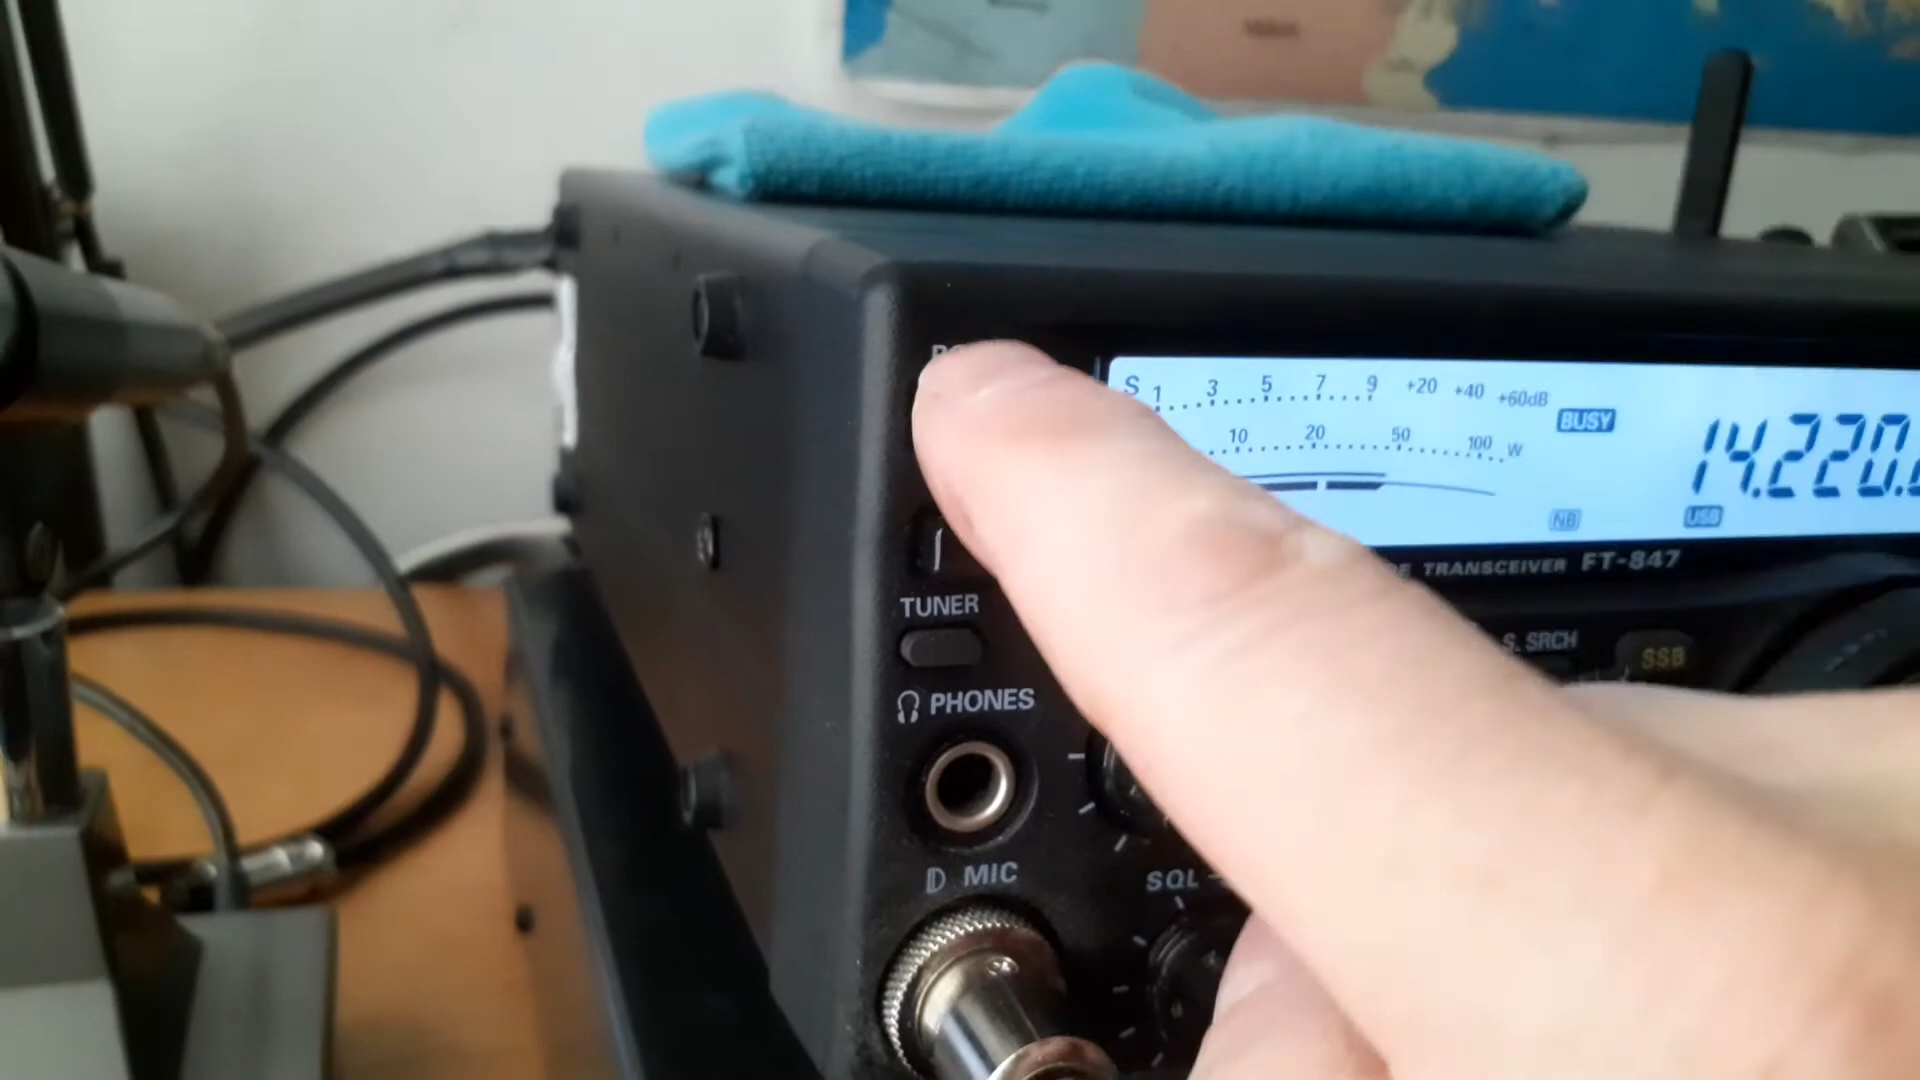 S 1 3 5 7 9 +20 +40 +60dB
10 20 50 100 W
BUSY
14.220.
NB
USB
TRANSCEIVER FT-847
TUNER
S. SRCH
SSB
PHONES
MIC
SQL
8